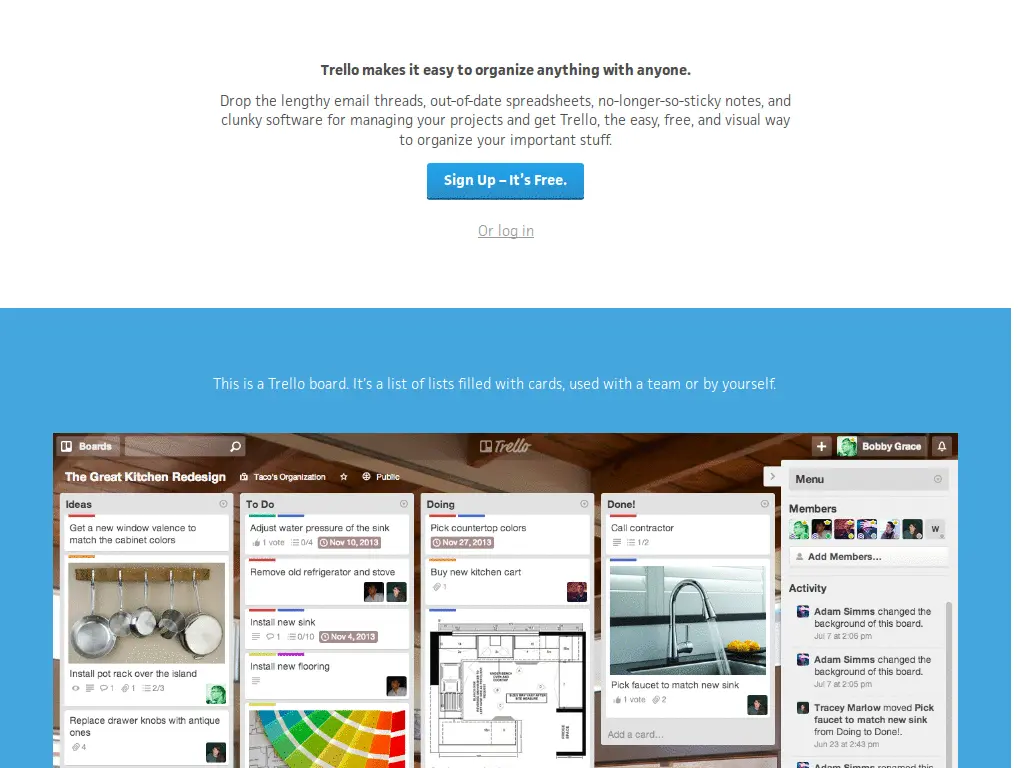 Trello makes it easy to organize anything with anyone.
Drop the lengthy email threads, out-of-date spreadsheets, no-longer-so-sticky notes, and
clunky software for managing your projects and get Trello, the easy, free, and visual way
to organize your important stuff.
Sign Up – It's Free.
Or log in
This is a Trello board. It's a list of lists filled with cards, used with a team or by yourself.
Boards
Trello
Bobby Grace
The Great Kitchen Redesign
Taco's Organization
Public
Ideas
Get a new window valence to
match the cabinet colors
Install pot rack over the island
1
1
2/3
Replace drawer knobs with antique
ones
4
To Do
Adjust water pressure of the sink
1 vote
0/4
Nov 10, 2013
Remove old refrigerator and stove
Install new sink
1
0/10
Nov 4, 2013
Install new flooring
Doing
Pick countertop colors
Nov 27, 2013
Buy new kitchen cart
1
Done!
Call contractor
1/2
Pick faucet to match new sink
1 vote
2
Add a card...
Menu
Members
W
Add Members...
Activity
Adam Simms changed the
background of this board.
Jul 7 at 2:06 pm
Adam Simms changed the
background of this board.
Jul 7 at 2:05 pm
Tracey Marlow moved Pick
faucet to match new sink
from Doing to Done!.
Jun 23 at 2:43 pm
Adam Simms renamed this